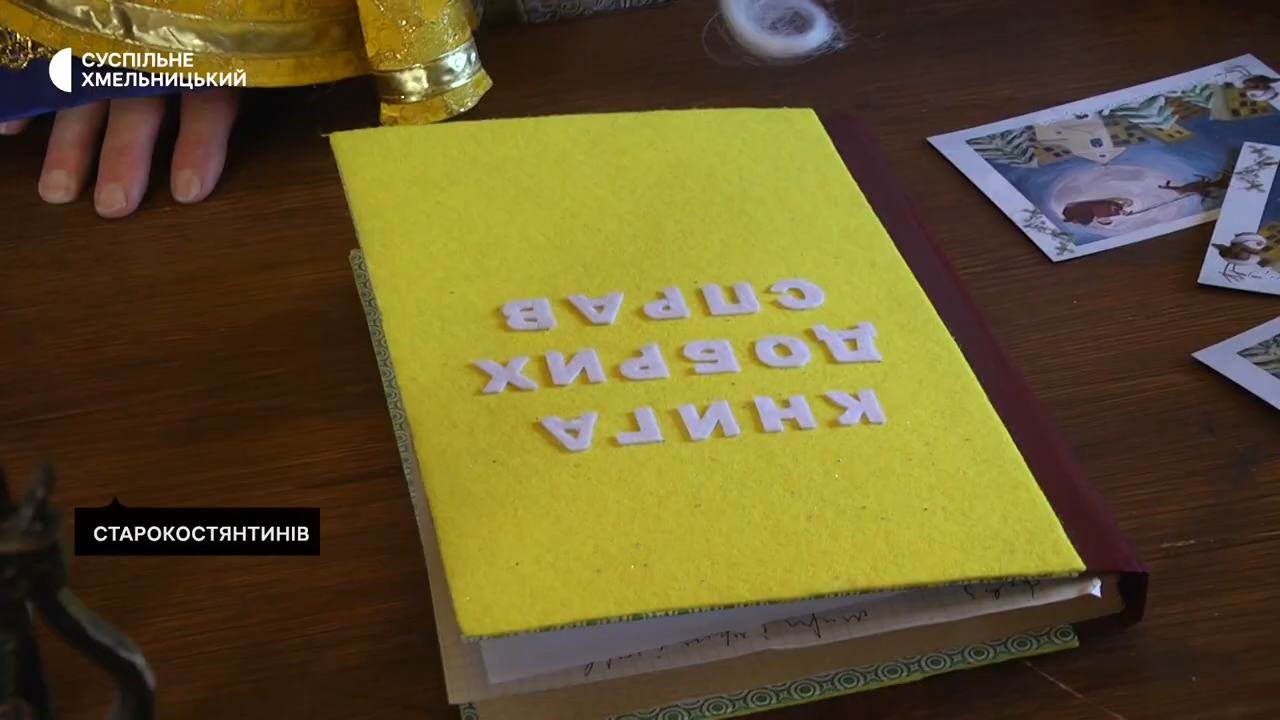 СУСПІЛЬНЕ
ХМЕЛЬНИЦЬКИЙ
КНИГА
ДОБРИХ
СПРАВ
СТАРОКОСТЯНТИНІВ